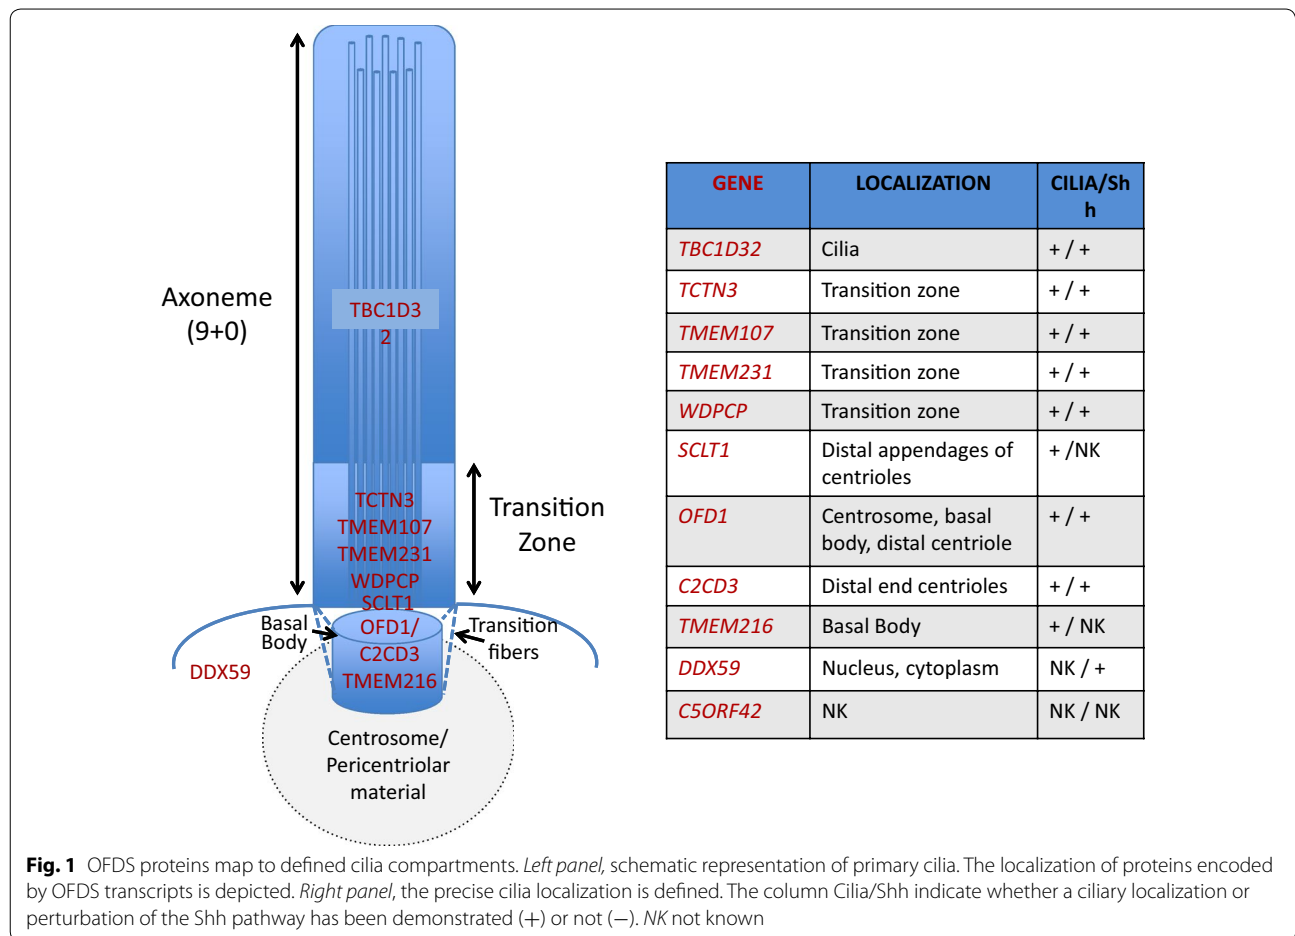 Axoneme
(9+0)
TBC1D3
2
TCTN3
TMEM107
TMEM231
WDPCP
SCLT1
Transition
Zone
Basal
Body
OFD1/
C2CD3
TMEM216
Transition
fibers
DDX59
Centrosome/
Pericentriolar
material
GENE LOCALIZATION CILIA/Sh
h
TBC1D32 Cilia + / +
TCTN3 Transition zone + / +
TMEM107 Transition zone + / +
TMEM231 Transition zone + / +
WDPCP Transition zone + / +
SCLT1 Distal appendages of + /NK
centrioles
OFD1 Centrosome, basal + / +
body, distal centriole
C2CD3 Distal end centrioles + / +
TMEM216 Basal Body + / NK
DDX59 Nucleus, cytoplasm NK / +
C5ORF42 NK NK / NK
Fig. 1 OFDS proteins map to defined cilia compartments. Left panel, schematic representation of primary cilia. The localization of proteins encoded
by OFDS transcripts is depicted. Right panel, the precise cilia localization is defined. The column Cilia/Shh indicate whether a ciliary localization or
perturbation of the Shh pathway has been demonstrated (+) or not (−). NK not known